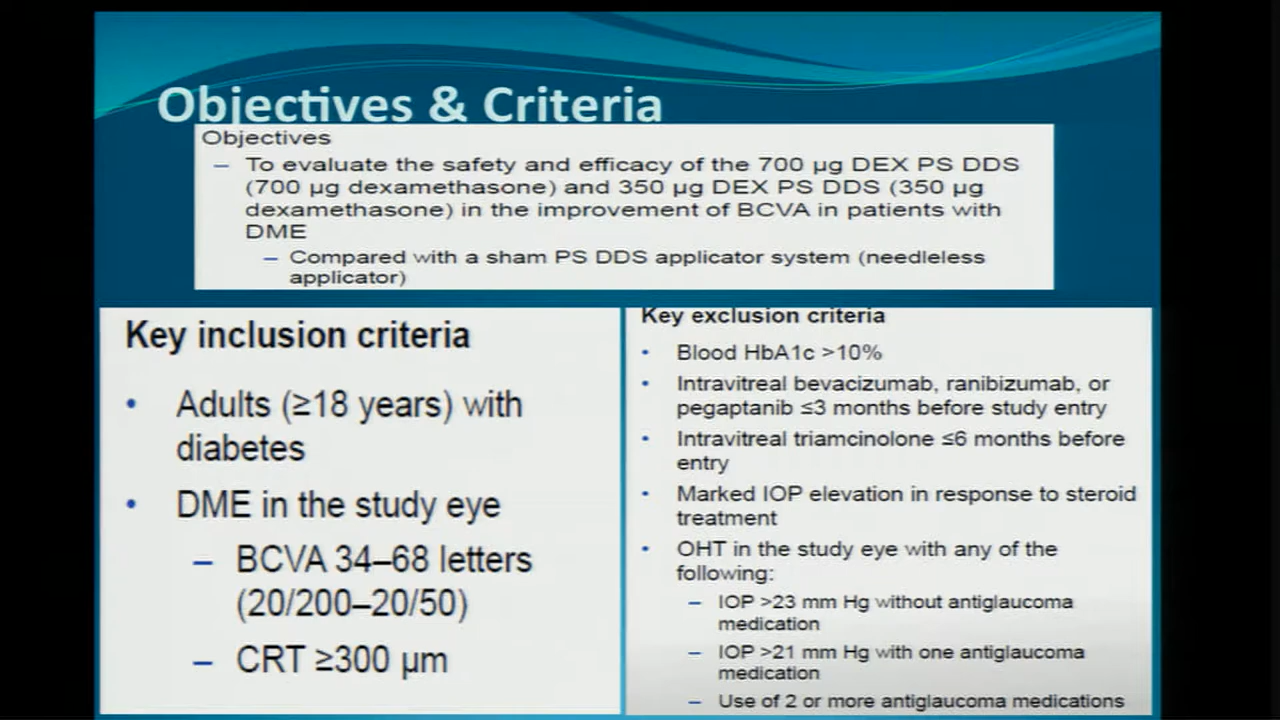 Objectives & Criteria
Objectives
– To evaluate the safety and efficacy of the 700 µg DEX PS DDS
(700 µg dexamethasone) and 350 µg DEX PS DDS (350 µg
dexamethasone) in the improvement of BCVA in patients with
DME
– Compared with a sham PS DDS applicator system (needleless
applicator)
Key inclusion criteria
• Adults (≥18 years) with
diabetes
• DME in the study eye
– BCVA 34–68 letters
(20/200–20/50)
– CRT ≥300 µm
Key exclusion criteria
• Blood HbA1c >10%
• Intravitreal bevacizumab, ranibizumab, or
pegaptanib ≤3 months before study entry
• Intravitreal triamcinolone ≤6 months before
entry
• Marked IOP elevation in response to steroid
treatment
• OHT in the study eye with any of the
following:
– IOP >23 mm Hg without antiglaucoma
medication
– IOP >21 mm Hg with one antiglaucoma
medication
– Use of 2 or more antiglaucoma medications